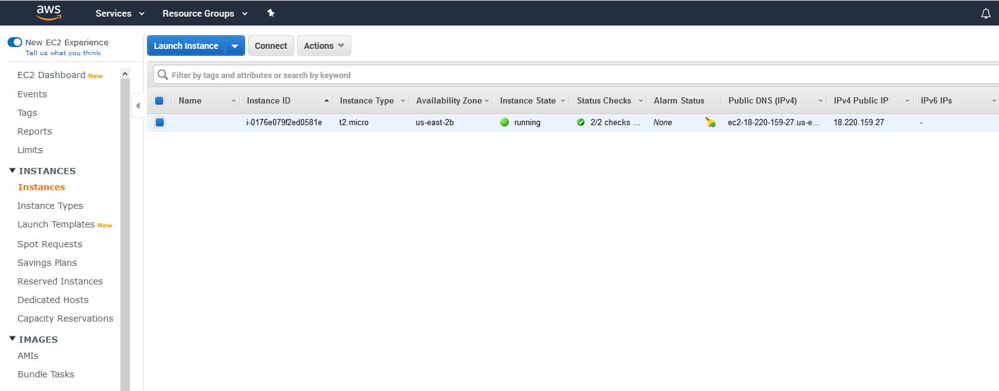 aws Services Resource Groups
New EC2 Experience
Tell us what you think
EC2 Dashboard New
Events
Tags
Reports
Limits
INSTANCES
Instances
Instance Types
Launch Templates New
Spot Requests
Savings Plans
Reserved Instances
Dedicated Hosts
Capacity Reservations
IMAGES
AMIs
Bundle Tasks
Launch Instance Connect Actions
Filter by tags and attributes or search by keyword
Name Instance ID Instance Type Availability Zone Instance State Status Checks Alarm Status Public DNS (IPv4) IPv4 Public IP IPv6 IPs
i-0176e079f2ed0581e t2.micro us-east-2b running 2/2 checks ... None ec2-18-220-159-27.us-e... 18.220.159.27 -